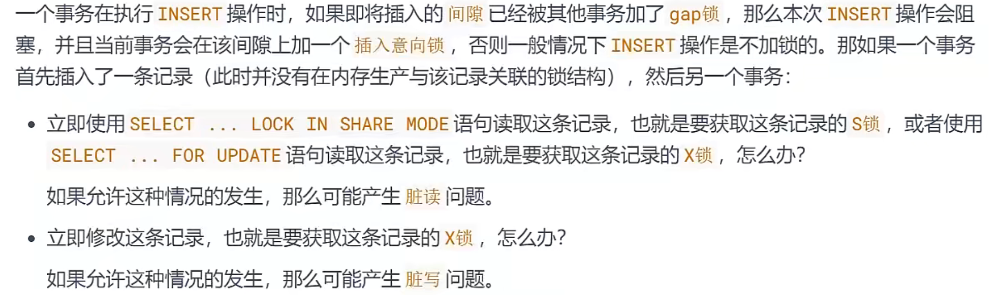 一个事务在执行 INSERT 操作时，如果即将插入的 间隙 已经被其他事务加了 gap锁 ，那么本次 INSERT 操作会阻
塞，并且当前事务会在该间隙上加一个 插入意向锁 ，否则一般情况下 INSERT 操作是不加锁的。那如果一个事务
首先插入了一条记录（此时并没有在内存生产与该记录关联的锁结构），然后另一个事务：
• 立即使用 SELECT ... LOCK IN SHARE MODE 语句读取这条记录，也就是要获取这条记录的 S锁 ，或者使用
SELECT ... FOR UPDATE 语句读取这条记录，也就是要获取这条记录的 X锁 ，怎么办？
如果允许这种情况的发生，那么可能产生 脏读 问题。
• 立即修改这条记录，也就是要获取这条记录的 X锁 ，怎么办？
如果允许这种情况的发生，那么可能产生 脏写 问题。